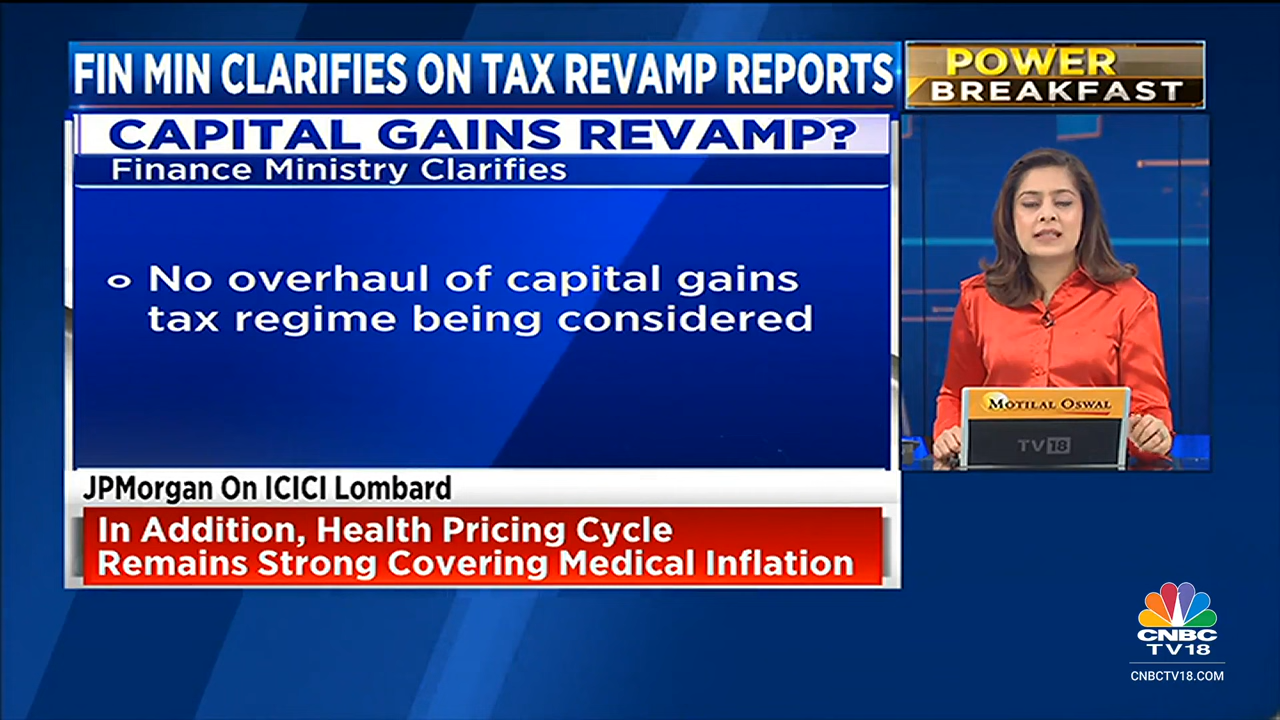 FIN MIN CLARIFIES ON TAX REVAMP REPORTS
POWER
BREAKFAST
CAPITAL GAINS REVAMP?
Finance Ministry Clarifies
No overhaul of capital gains
tax regime being considered
MOTILAL OSWAL
TV18
JPMorgan On ICICI Lombard
In Addition, Health Pricing Cycle
Remains Strong Covering Medical Inflation
CNBC
TV18
CNBCTV18.COM